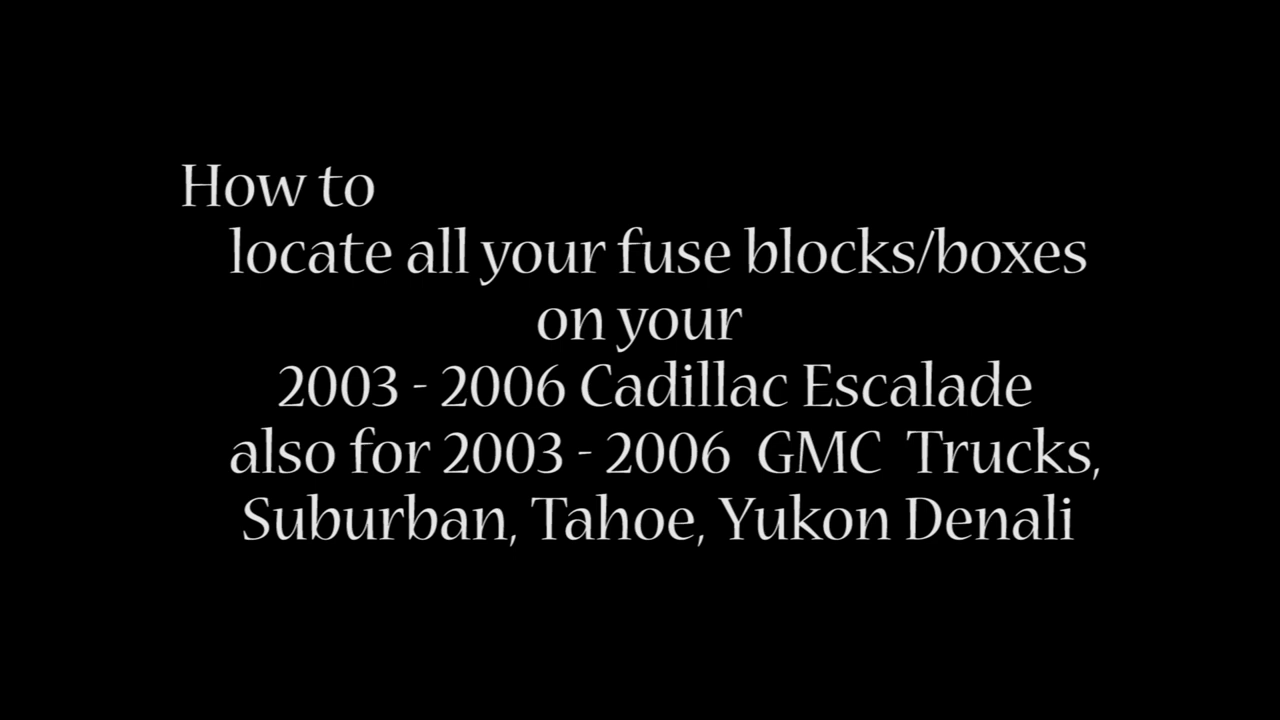 How to
locate all your fuse blocks/boxes
on your
2003 - 2006 Cadillac Escalade
also for 2003 - 2006 GMC Trucks,
Suburban, Tahoe, Yukon Denali